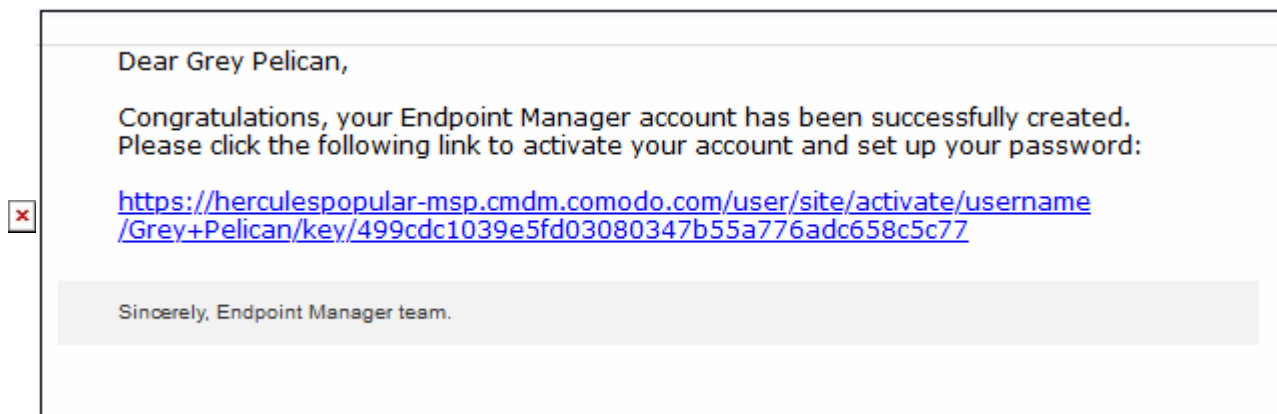 Dear Grey Pelican,
Congratulations, your Endpoint Manager account has been successfully created.
Please click the following link to activate your account and set up your password:
https://herculespopular-msp.cmdm.comodo.com/user/site/activate/username
/Grey+Pelican/key/499cdc1039e5fd03080347b55a776adc658c5c77
Sincerely, Endpoint Manager team.